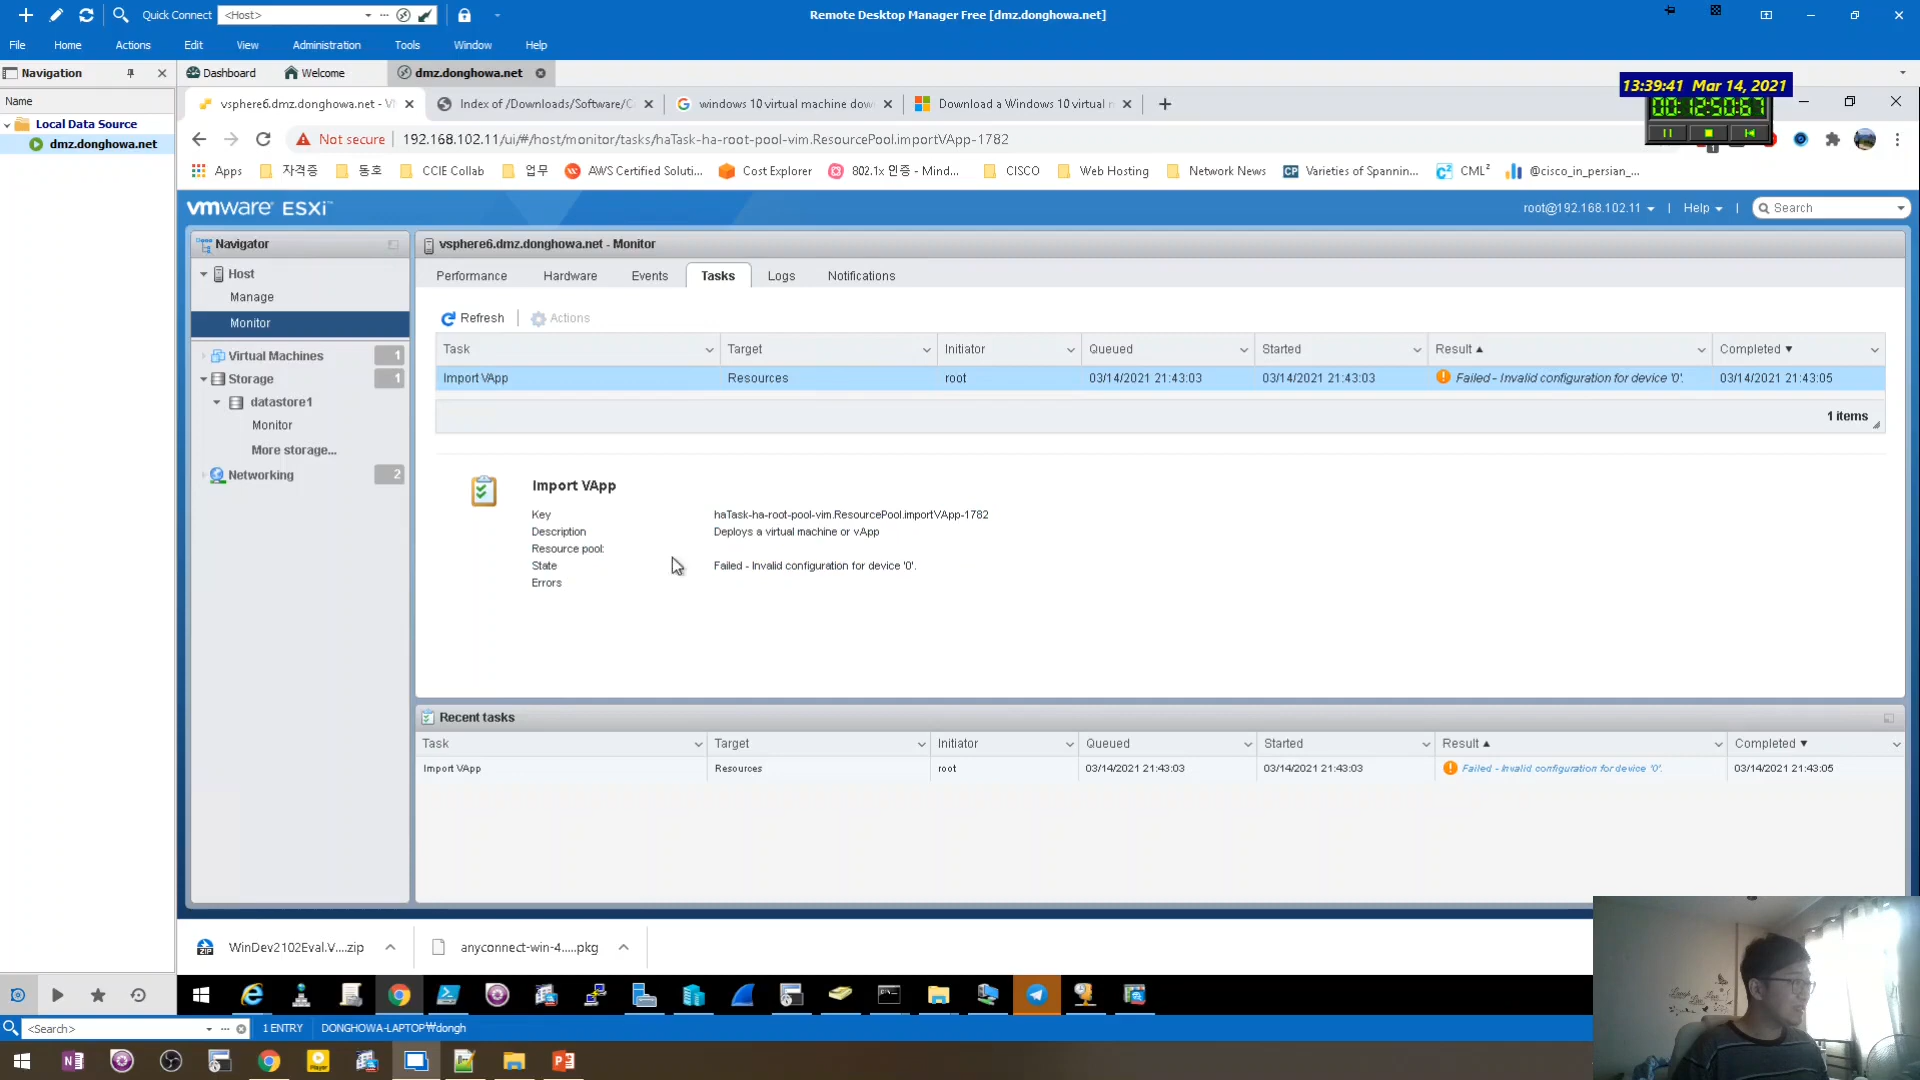 Quick Connect <Host> Remote Desktop Manager Free [dmz.donghowa.net]
File Home Actions Edit View Administration Tools Window Help
Navigation Dashboard Welcome dmz.donghowa.net
13:39:41 Mar 14, 2021
00:12:50:67
Name
Local Data Source
dmz.donghowa.net
vsphere6.dmz.donghowa.net - VM Index of /Downloads/Software/C windows 10 virtual machine dow Download a Windows 10 virtual m
Not secure 192.168.102.11/ui/#/host/monitor/tasks/haTask-ha-root-pool-vim.ResourcePool.importVApp-1782
1
Apps 자격증 동호 CCIE Collab 업무 AWS Certified Soluti... Cost Explorer 802.1x 인증 - Mind... CISCO Web Hosting Network News CP Varieties of Spannin... CML² @cisco_in_persian_...
vmware ESXi root@192.168.102.11 | Help | Search
Navigator
Host
Manage
Monitor
Virtual Machines 1
Storage 1
datastore1
Monitor
More storage...
Networking 2
vsphere6.dmz.donghowa.net - Monitor
Performance Hardware Events Tasks Logs Notifications
Refresh Actions
Task Target Initiator Queued Started Result Completed
Import VApp Resources root 03/14/2021 21:43:03 03/14/2021 21:43:03 Failed - Invalid configuration for device '0'. 03/14/2021 21:43:05
1 items
Import VApp
Key haTask-ha-root-pool-vim.ResourcePool.importVApp-1782
Description Deploys a virtual machine or vApp
Resource pool:
State Failed - Invalid configuration for device '0'.
Errors
Recent tasks
Task Target Initiator Queued Started Result Completed
Import VApp Resources root 03/14/2021 21:43:03 03/14/2021 21:43:03 Failed - Invalid configuration for device '0'. 03/14/2021 21:43:05
WinDev2102Eval.V....zip anyconnect-win-4.....pkg
<Search> 1 ENTRY DONGHOWA-LAPTOP₩dongh